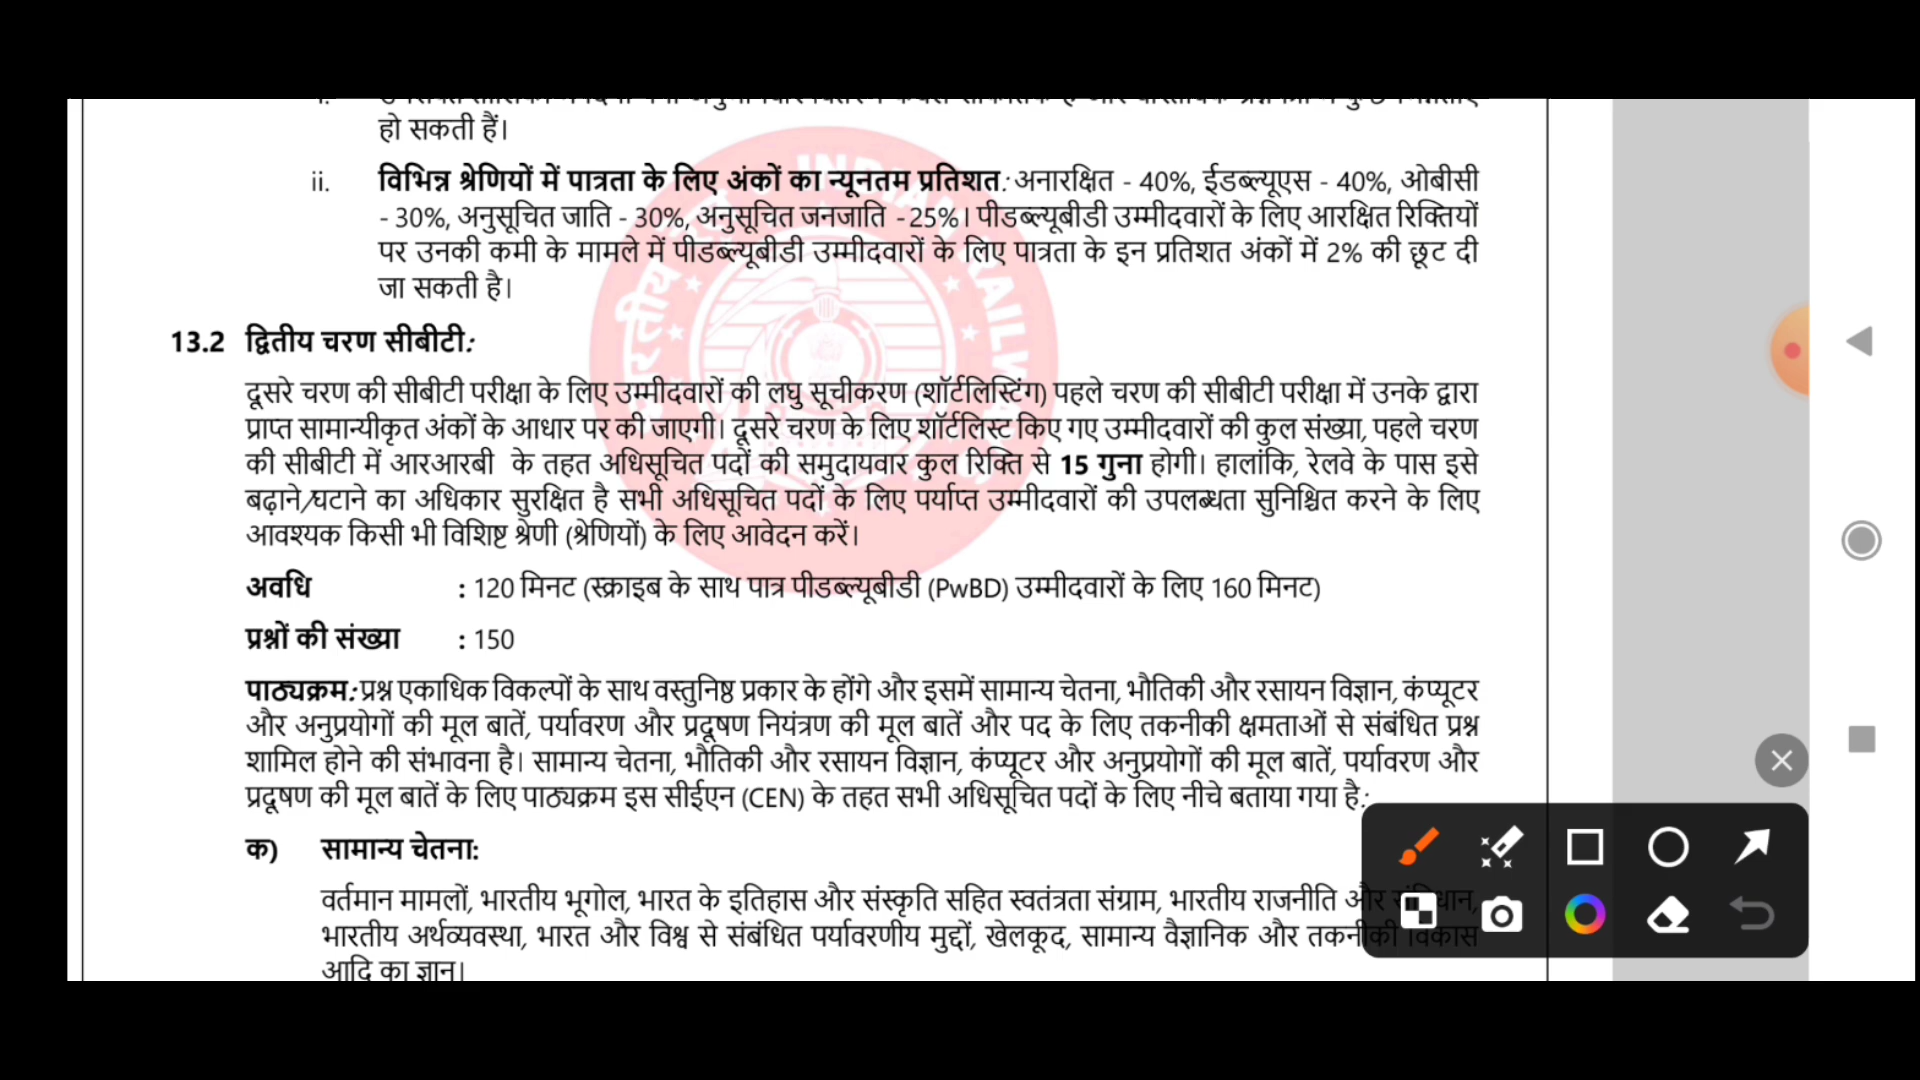 हो सकती हैं।
ii. विभिन्न श्रेणियों में पात्रता के लिए अंकों का न्यूनतम प्रतिशत: अनारक्षित - 40%, ईडब्ल्यूएस - 40%, ओबीसी
- 30%, अनुसूचित जाति - 30%, अनुसूचित जनजाति - 25%। पीडब्ल्यूबीडी उम्मीदवारों के लिए आरक्षित रिक्तियों
पर उनकी कमी के मामले में पीडब्ल्यूबीडी उम्मीदवारों के लिए पात्रता के इन प्रतिशत अंकों में 2% की छूट दी
जा सकती है।
13.2 द्वितीय चरण सीबीटी:
दूसरे चरण की सीबीटी परीक्षा के लिए उम्मीदवारों की लघु सूचीकरण (शॉर्टलिस्टिंग) पहले चरण की सीबीटी परीक्षा में उनके द्वारा
प्राप्त सामान्यीकृत अंकों के आधार पर की जाएगी। दूसरे चरण के लिए शॉर्टलिस्ट किए गए उम्मीदवारों की कुल संख्या, पहले चरण
की सीबीटी में आरआरबी के तहत अधिसूचित पदों की समुदायवार कुल रिक्ति से 15 गुना होगी। हालांकि, रेलवे के पास इसे
बढ़ाने/घटाने का अधिकार सुरक्षित है सभी अधिसूचित पदों के लिए पर्याप्त उम्मीदवारों की उपलब्धता सुनिश्चित करने के लिए
आवश्यक किसी भी विशिष्ट श्रेणी (श्रेणियों) के लिए आवेदन करें।
अवधि : 120 मिनट (स्क्राइब के साथ पात्र पीडब्ल्यूबीडी (PwBD) उम्मीदवारों के लिए 160 मिनट)
प्रश्नों की संख्या : 150
पाठ्यक्रम: प्रश्न एकाधिक विकल्पों के साथ वस्तुनिष्ठ प्रकार के होंगे और इसमें सामान्य चेतना, भौतिकी और रसायन विज्ञान, कंप्यूटर
और अनुप्रयोगों की मूल बातें, पर्यावरण और प्रदूषण नियंत्रण की मूल बातें और पद के लिए तकनीकी क्षमताओं से संबंधित प्रश्न
शामिल होने की संभावना है। सामान्य चेतना, भौतिकी और रसायन विज्ञान, कंप्यूटर और अनुप्रयोगों की मूल बातें, पर्यावरण और
प्रदूषण की मूल बातें के लिए पाठ्यक्रम इस सीईएन (CEN) के तहत सभी अधिसूचित पदों के लिए नीचे बताया गया है:
क) सामान्य चेतना:
वर्तमान मामलों, भारतीय भूगोल, भारत के इतिहास और संस्कृति सहित स्वतंत्रता संग्राम, भारतीय राजनीति और संविधान,
भारतीय अर्थव्यवस्था, भारत और विश्व से संबंधित पर्यावरणीय मुद्दों, खेलकूद, सामान्य वैज्ञानिक और तकनीकी विकास
आदि का ज्ञान।